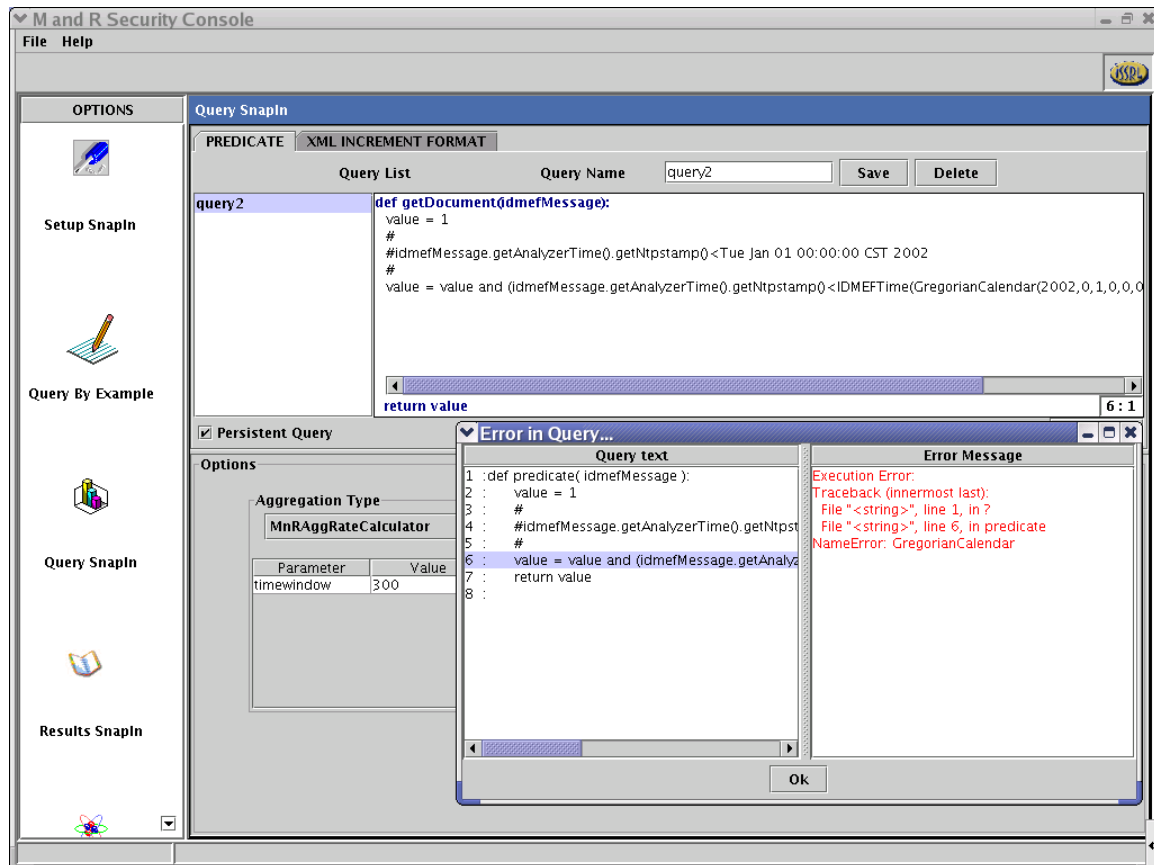 M and R Security Console
File Help
ISSRL
OPTIONS
Setup SnapIn
Query By Example
Query SnapIn
Results SnapIn
Query SnapIn
PREDICATE XML INCREMENT FORMAT
Query List Query Name query2 Save Delete
query2
def getDocument(idmefMessage):
value = 1
#
#idmefMessage.getAnalyzerTime().getNtpstamp()<Tue Jan 01 00:00:00 CST 2002
#
value = value and (idmefMessage.getAnalyzerTime().getNtpstamp()<IDMEFTime(GregorianCalendar(2002,0,1,0,0,0
return value 6 : 1
Persistent Query
Options
Aggregation Type
MnRAggRateCalculator
Parameter Value
timewindow 300
Error in Query...
Query text
1 :def predicate( idmefMessage ):
2 : value = 1
3 : #
4 : #idmefMessage.getAnalyzerTime().getNtpst
5 : #
6 : value = value and (idmefMessage.getAnalyz
7 : return value
8 :
Error Message
Execution Error:
Traceback (innermost last):
File "<string>", line 1, in ?
File "<string>", line 6, in predicate
NameError: GregorianCalendar
Ok